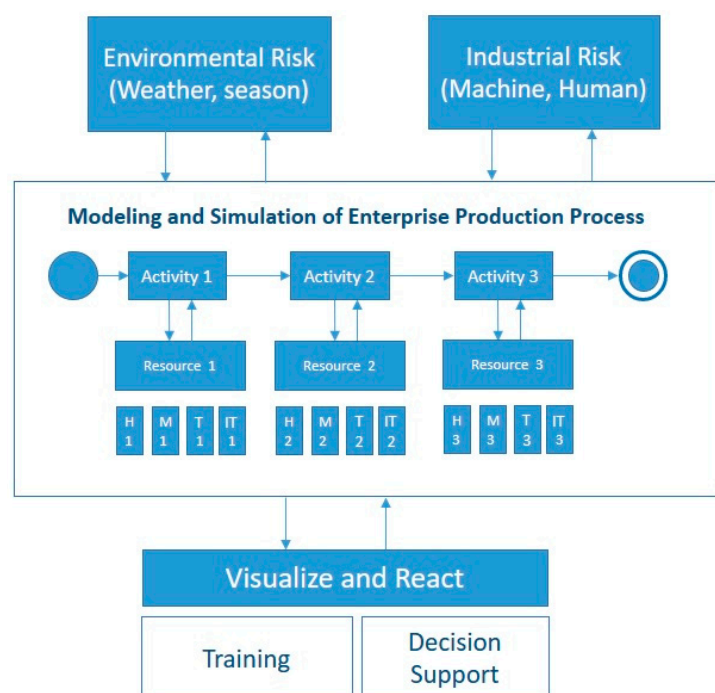 Environmental Risk
(Weather, season)
Industrial Risk
(Machine, Human)
Modeling and Simulation of Enterprise Production Process
Activity 1
Activity 2
Activity 3
Resource 1
Resource 2
Resource 3
H M T IT
1 1 1 1
H M T IT
2 2 2 2
H M T IT
3 3 3 3
Visualize and React
Training
Decision
Support